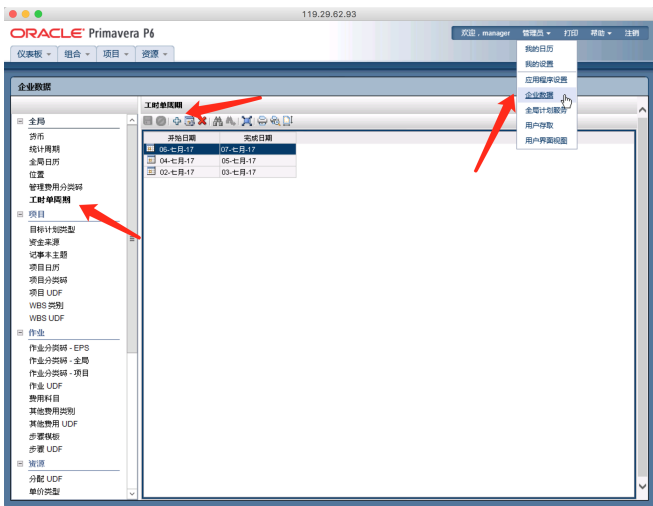 119.29.62.93
ORACLE® Primavera P6
欢迎, manager 管理员 打印 帮助 注销
仪表板 组合 项目 资源
我的日历
我的设置
应用程序设置
企业数据
全局计划服务
用户存取
用户界面视图
企业数据
工时单周期
开始日期 完成日期
06-七月-17 07-七月-17
04-七月-17 05-七月-17
02-七月-17 03-七月-17
全局
货币
统计周期
全局日历
位置
管理费用分类码
工时单周期
项目
目标计划类型
资金来源
记事本主题
项目日历
项目分类码
项目 UDF
WBS 类别
WBS UDF
作业
作业分类码 - EPS
作业分类码 - 全局
作业分类码 - 项目
作业 UDF
费用科目
其他费用类别
其他费用 UDF
步骤模板
步骤 UDF
资源
分配 UDF
单价类型